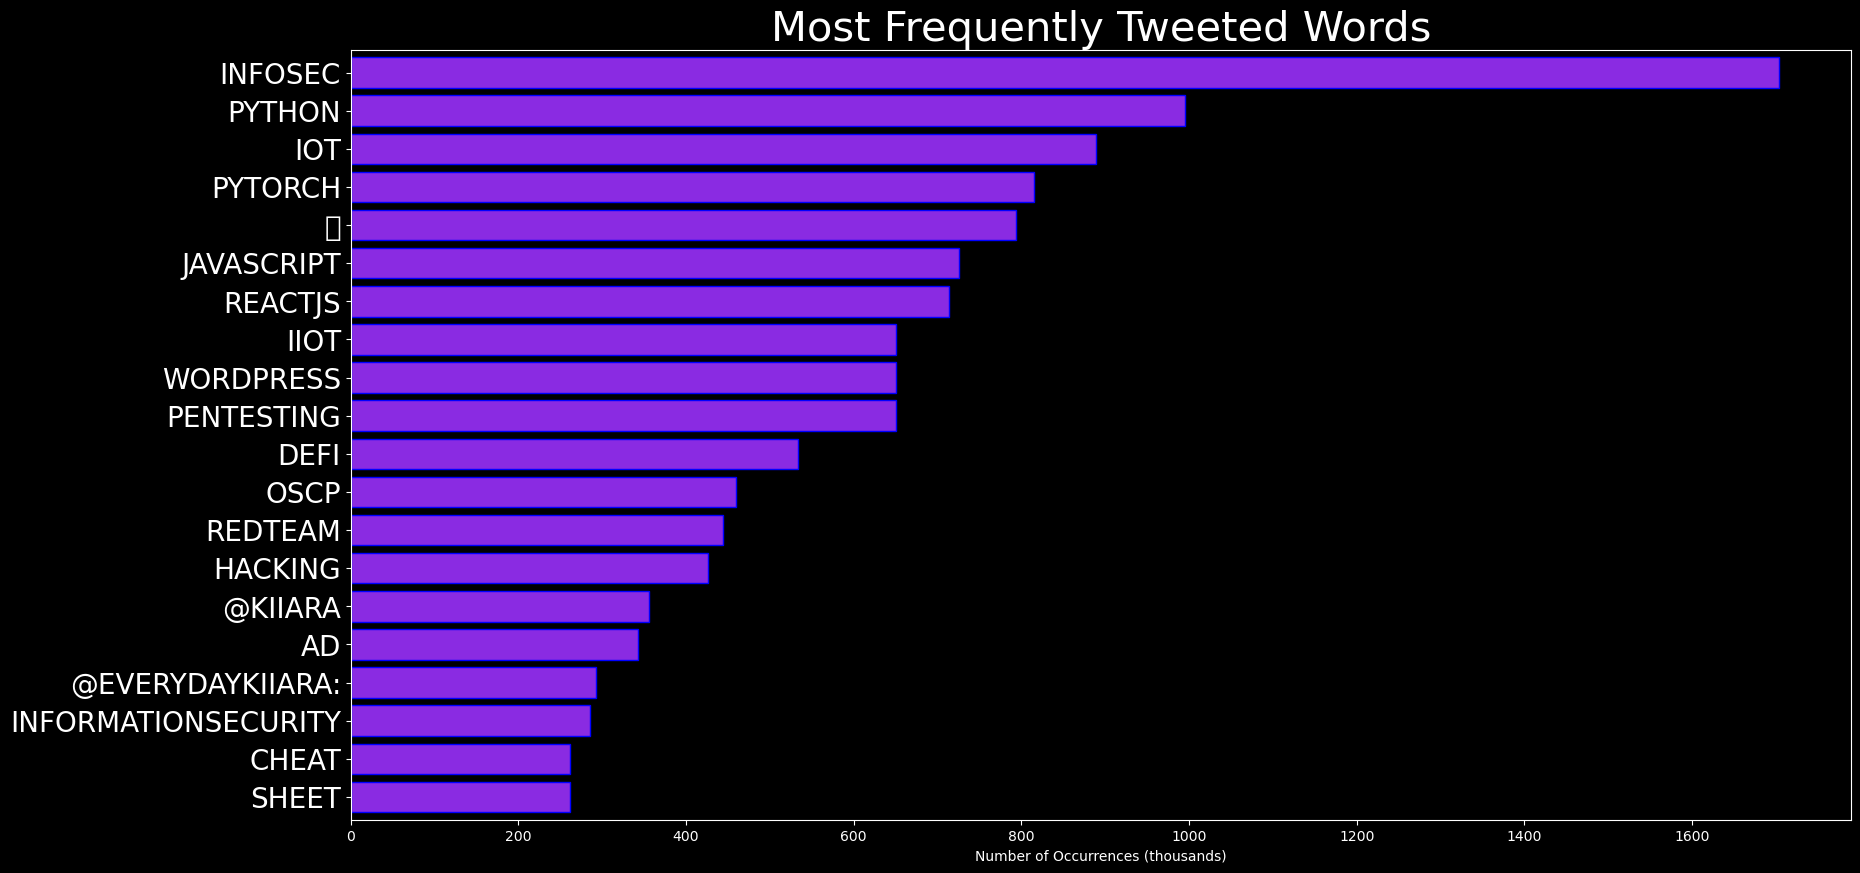 Most Frequently Tweeted Words
INFOSEC
PYTHON
IOT
PYTORCH
JAVASCRIPT
REACTJS
IIOT
WORDPRESS
PENTESTING
DEFI
OSCP
REDTEAM
HACKING
@KIIARA
AD
@EVERYDAYKIIARA:
INFORMATIONSECURITY
CHEAT
SHEET
0 200 400 600 800 1000 1200 1400 1600
Number of Occurrences (thousands)